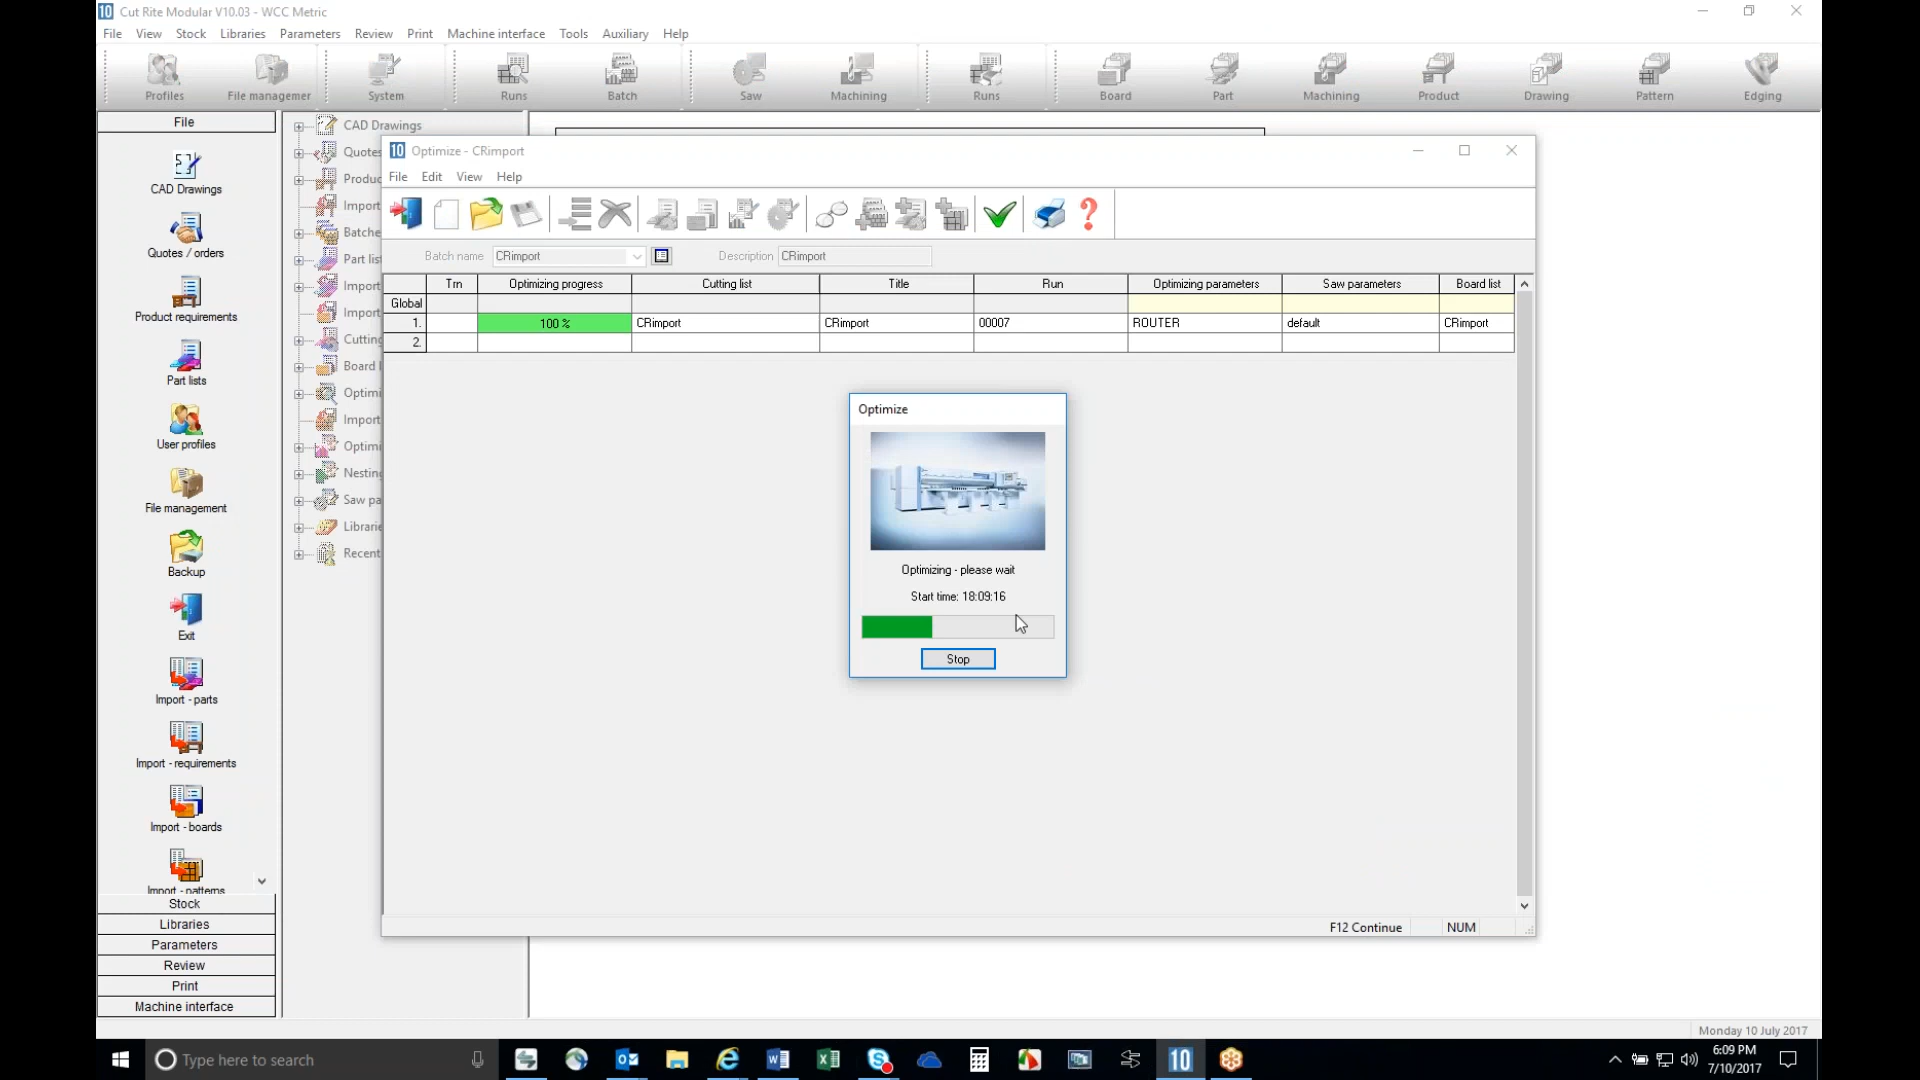 10 Cut Rite Modular V10.03 - WCC Metric
File View Stock Libraries Parameters Review Print Machine interface Tools Auxiliary Help
Profiles File managemer System Runs Batch Saw Machining Runs Board Part Machining Product Drawing Pattern Edging
File
CAD Drawings
Quotes / orders
Product requirements
Part lists
User profiles
File management
Backup
Exit
Import - parts
Import - requirements
Import - boards
Import - patterns
Stock
Libraries
Parameters
Review
Print
Machine interface
CAD Drawings
Quotes
Produc
Import
Batche
Part list
Import
Import
Cutting
Board l
Optimi
Import
Optimi
Nesting
Saw pa
Librarie
Recent
10 Optimize - CRimport
File Edit View Help
Batch name CRimport Description CRimport
Trn Optimizing progress Cutting list Title Run Optimizing parameters Saw parameters Board list
Global
1. 100 % CRimport CRimport 00007 ROUTER default CRimport
2.
Optimize
Optimizing - please wait
Start time: 18:09:16
Stop
F12 Continue NUM
Monday 10 July 2017
Type here to search
10
6:09 PM
7/10/2017